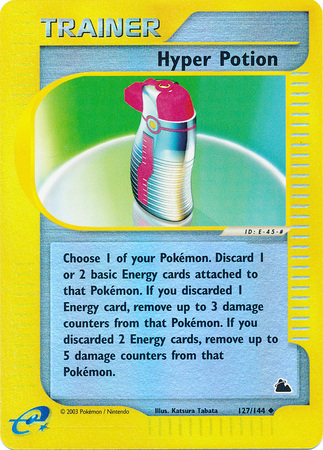 TRAINER
Hyper Potion
ID: E-45-#
Choose 1 of your Pokémon. Discard 1
or 2 basic Energy cards attached to
that Pokémon. If you discarded 1
Energy card, remove up to 3 damage
counters from that Pokémon. If you
discarded 2 Energy cards, remove up to
5 damage counters from that
Pokémon.
© 2003 Pokémon / Nintendo Illus. Katsura Tabata 127/144 ◆